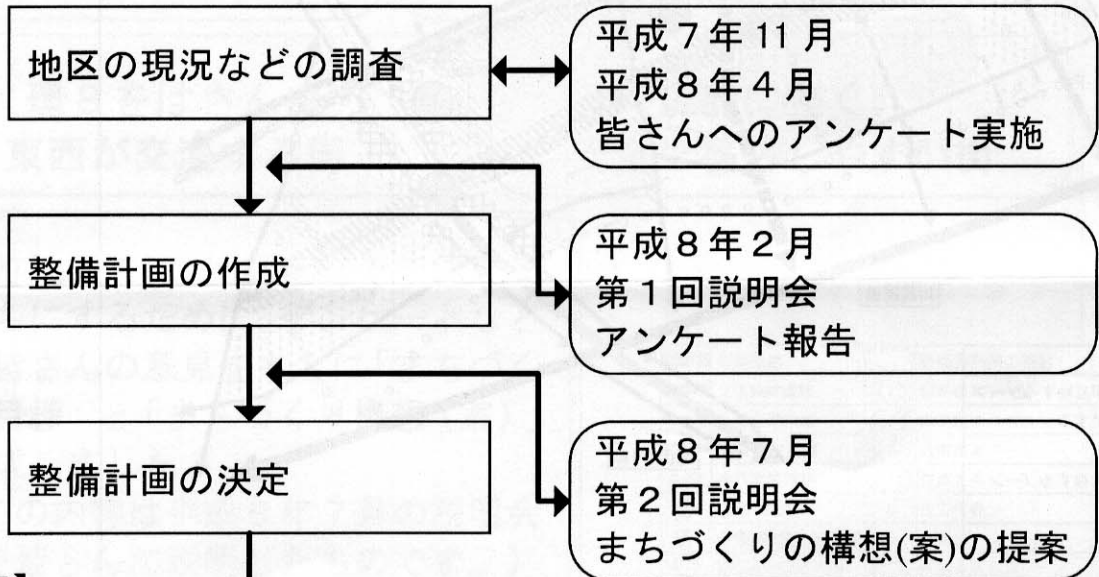 地区の現況などの調査
平成7年11月
平成8年4月
皆さんへのアンケート実施
整備計画の作成
平成8年2月
第1回説明会
アンケート報告
整備計画の決定
平成8年7月
第2回説明会
まちづくりの構想(案)の提案